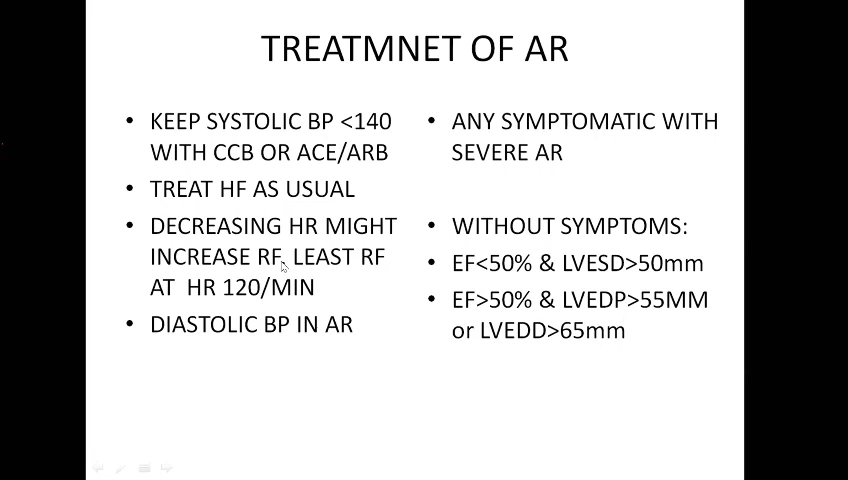 TREATMNET OF AR
• KEEP SYSTOLIC BP <140
WITH CCB OR ACE/ARB
• TREAT HF AS USUAL
• DECREASING HR MIGHT
INCREASE RF. LEAST RF
AT HR 120/MIN
• DIASTOLIC BP IN AR
• ANY SYMPTOMATIC WITH
SEVERE AR
• WITHOUT SYMPTOMS:
• EF<50% & LVESD>50mm
• EF>50% & LVEDP>55MM
or LVEDD>65mm